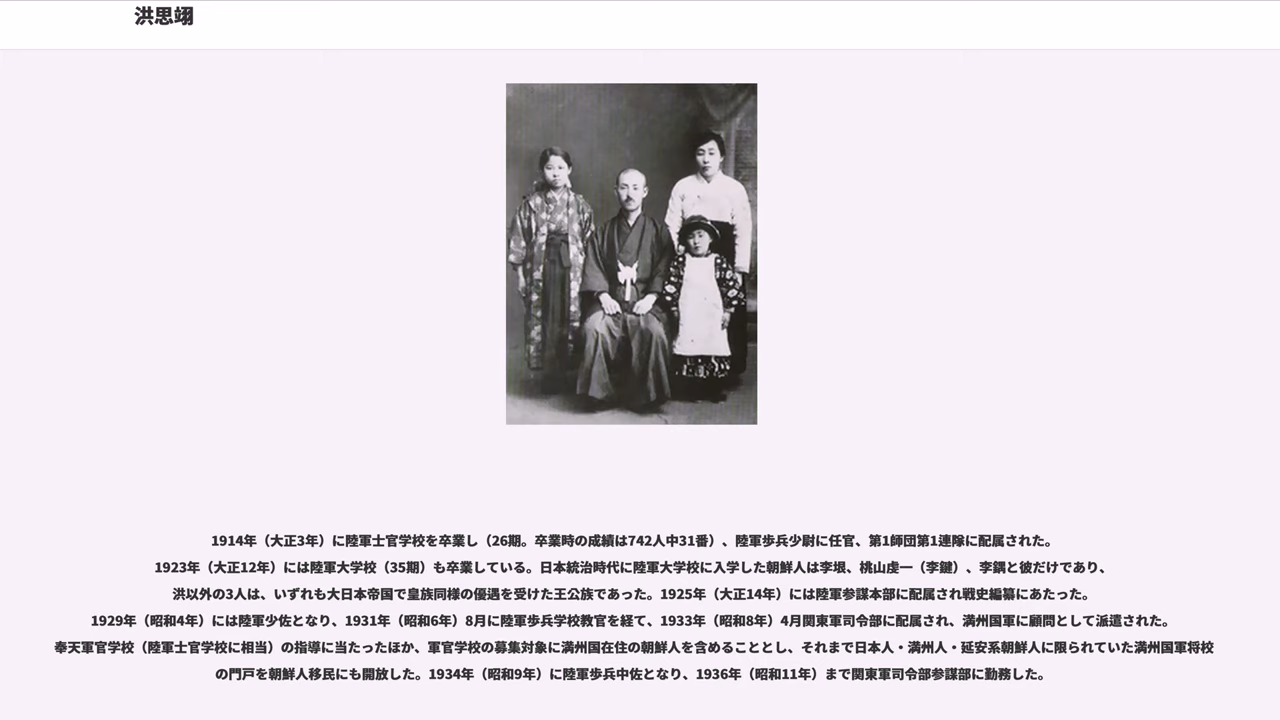 洪思翊
1914年（大正3年）に陸軍士官学校を卒業し（26期。卒業時の成績は742人中31番）、陸軍歩兵少尉に任官、第1師団第1連隊に配属された。
1923年（大正12年）には陸軍大学校（35期）も卒業している。日本統治時代に陸軍大学校に入学した朝鮮人は李垠、桃山虔一（李鍵）、李鍝と彼だけであり、
洪以外の3人は、いずれも大日本帝国で皇族同様の優遇を受けた王公族であった。1925年（大正14年）には陸軍参謀本部に配属され戦史編纂にあたった。
1929年（昭和4年）には陸軍少佐となり、1931年（昭和6年）8月に陸軍歩兵学校教官を経て、1933年（昭和8年）4月関東軍司令部に配属され、満州国軍に顧問として派遣された。
奉天軍官学校（陸軍士官学校に相当）の指導に当たったほか、軍官学校の募集対象に満州国在住の朝鮮人を含めることとし、それまで日本人・満州人・延安系朝鮮人に限られていた満州国軍将校
の門戸を朝鮮人移民にも開放した。1934年（昭和9年）に陸軍歩兵中佐となり、1936年（昭和11年）まで関東軍司令部参謀部に勤務した。